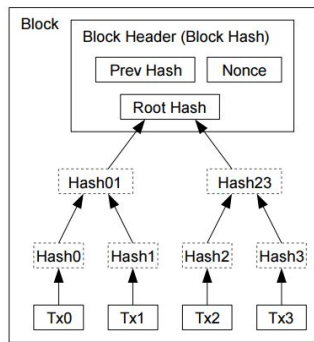 Block
Block Header (Block Hash)
Prev Hash Nonce
Root Hash
Hash01 Hash23
Hash0 Hash1 Hash2 Hash3
Tx0 Tx1 Tx2 Tx3